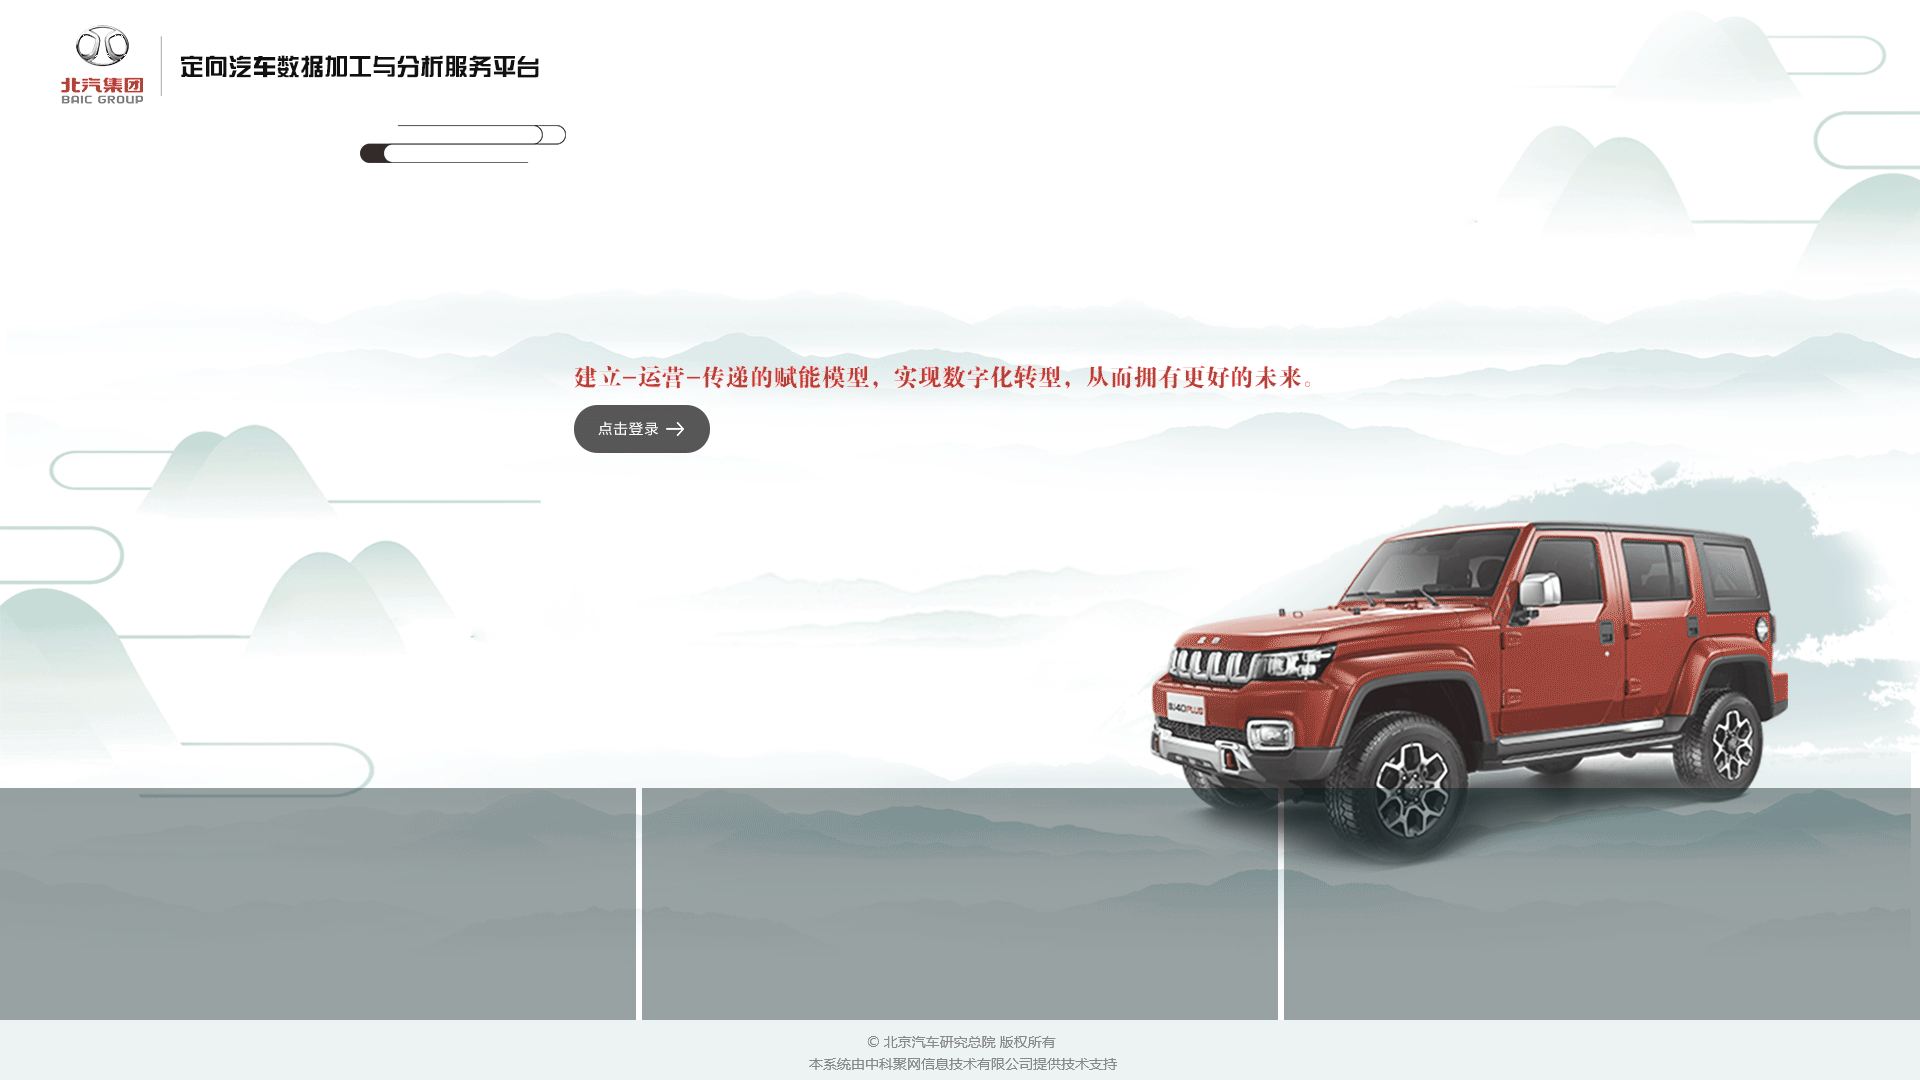 北汽集团
BAIC GROUP
定向汽车数据加工与分析服务平台
建立-运营-传递的赋能模型，实现数字化转型，从而拥有更好的未来。
点击登录
BJ40PLUS
© 北京汽车研究总院 版权所有
本系统由中科聚网信息技术有限公司提供技术支持